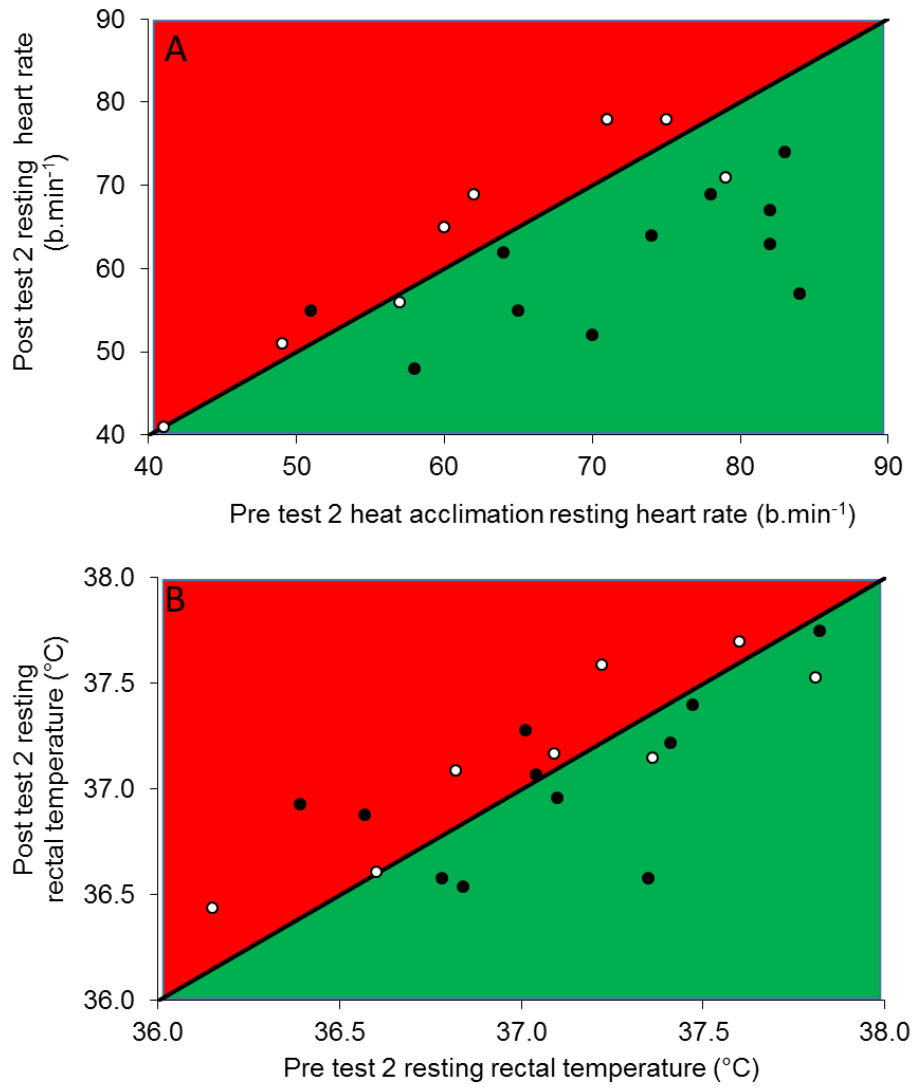 A
90
80
70
60
50
40
Post test 2 resting heart rate
(b.min⁻¹)
40 50 60 70 80 90
Pre test 2 heat acclimation resting heart rate (b.min⁻¹)
B
38.0
37.5
37.0
36.5
36.0
Post test 2 resting
rectal temperature (°C)
36.0 36.5 37.0 37.5 38.0
Pre test 2 resting rectal temperature (°C)